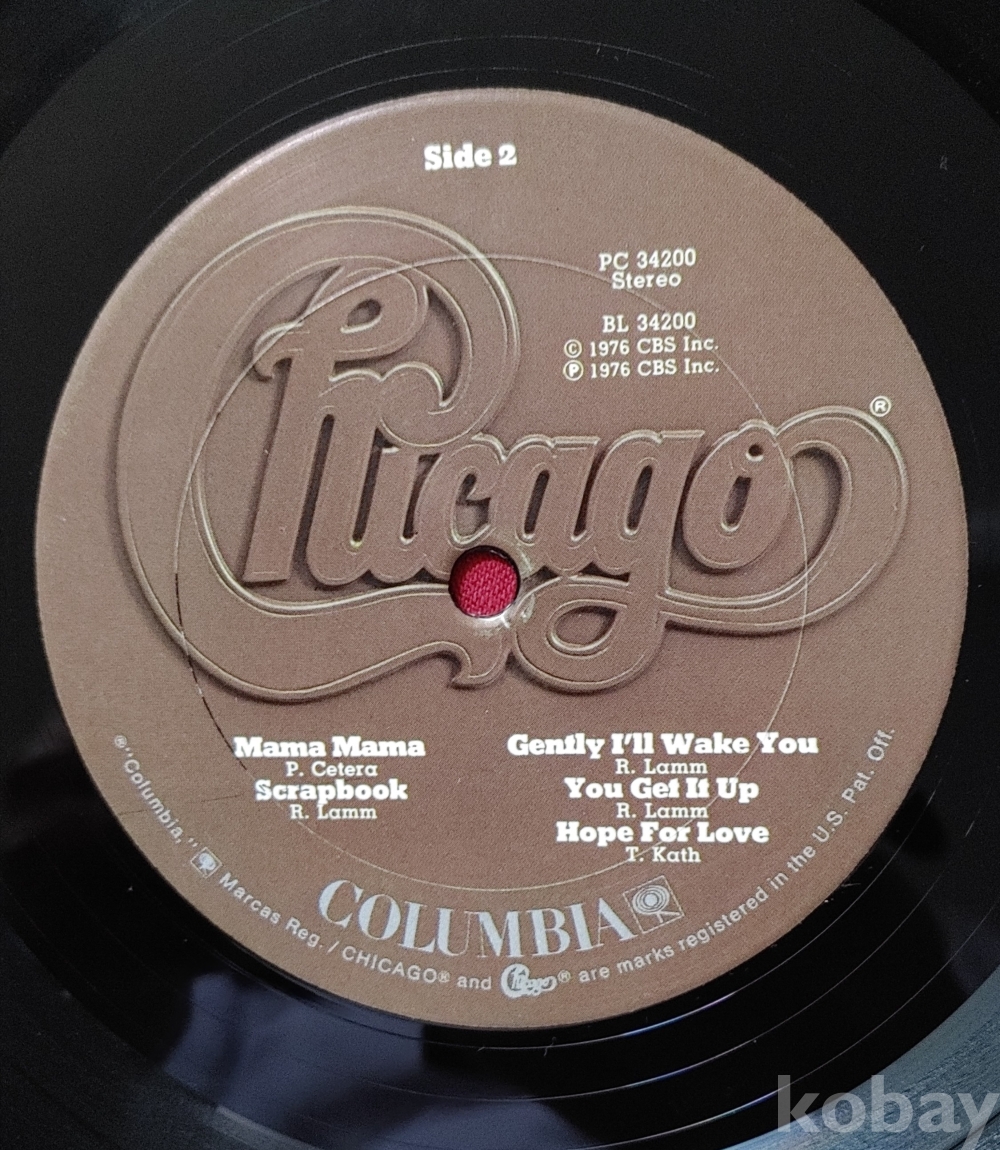 Side 2
PC 34200
Stereo
BL 34200
© 1976 CBS Inc.
℗ 1976 CBS Inc.
Chicago®
Mama Mama
P. Cetera
Scrapbook
R. Lamm
Gently I'll Wake You
R. Lamm
You Get It Up
R. Lamm
Hope For Love
T. Kath
COLUMBIA
®"Columbia," Marcas Reg. / CHICAGO® and Chicago® are marks registered in the U.S. Pat. Off.
kobay